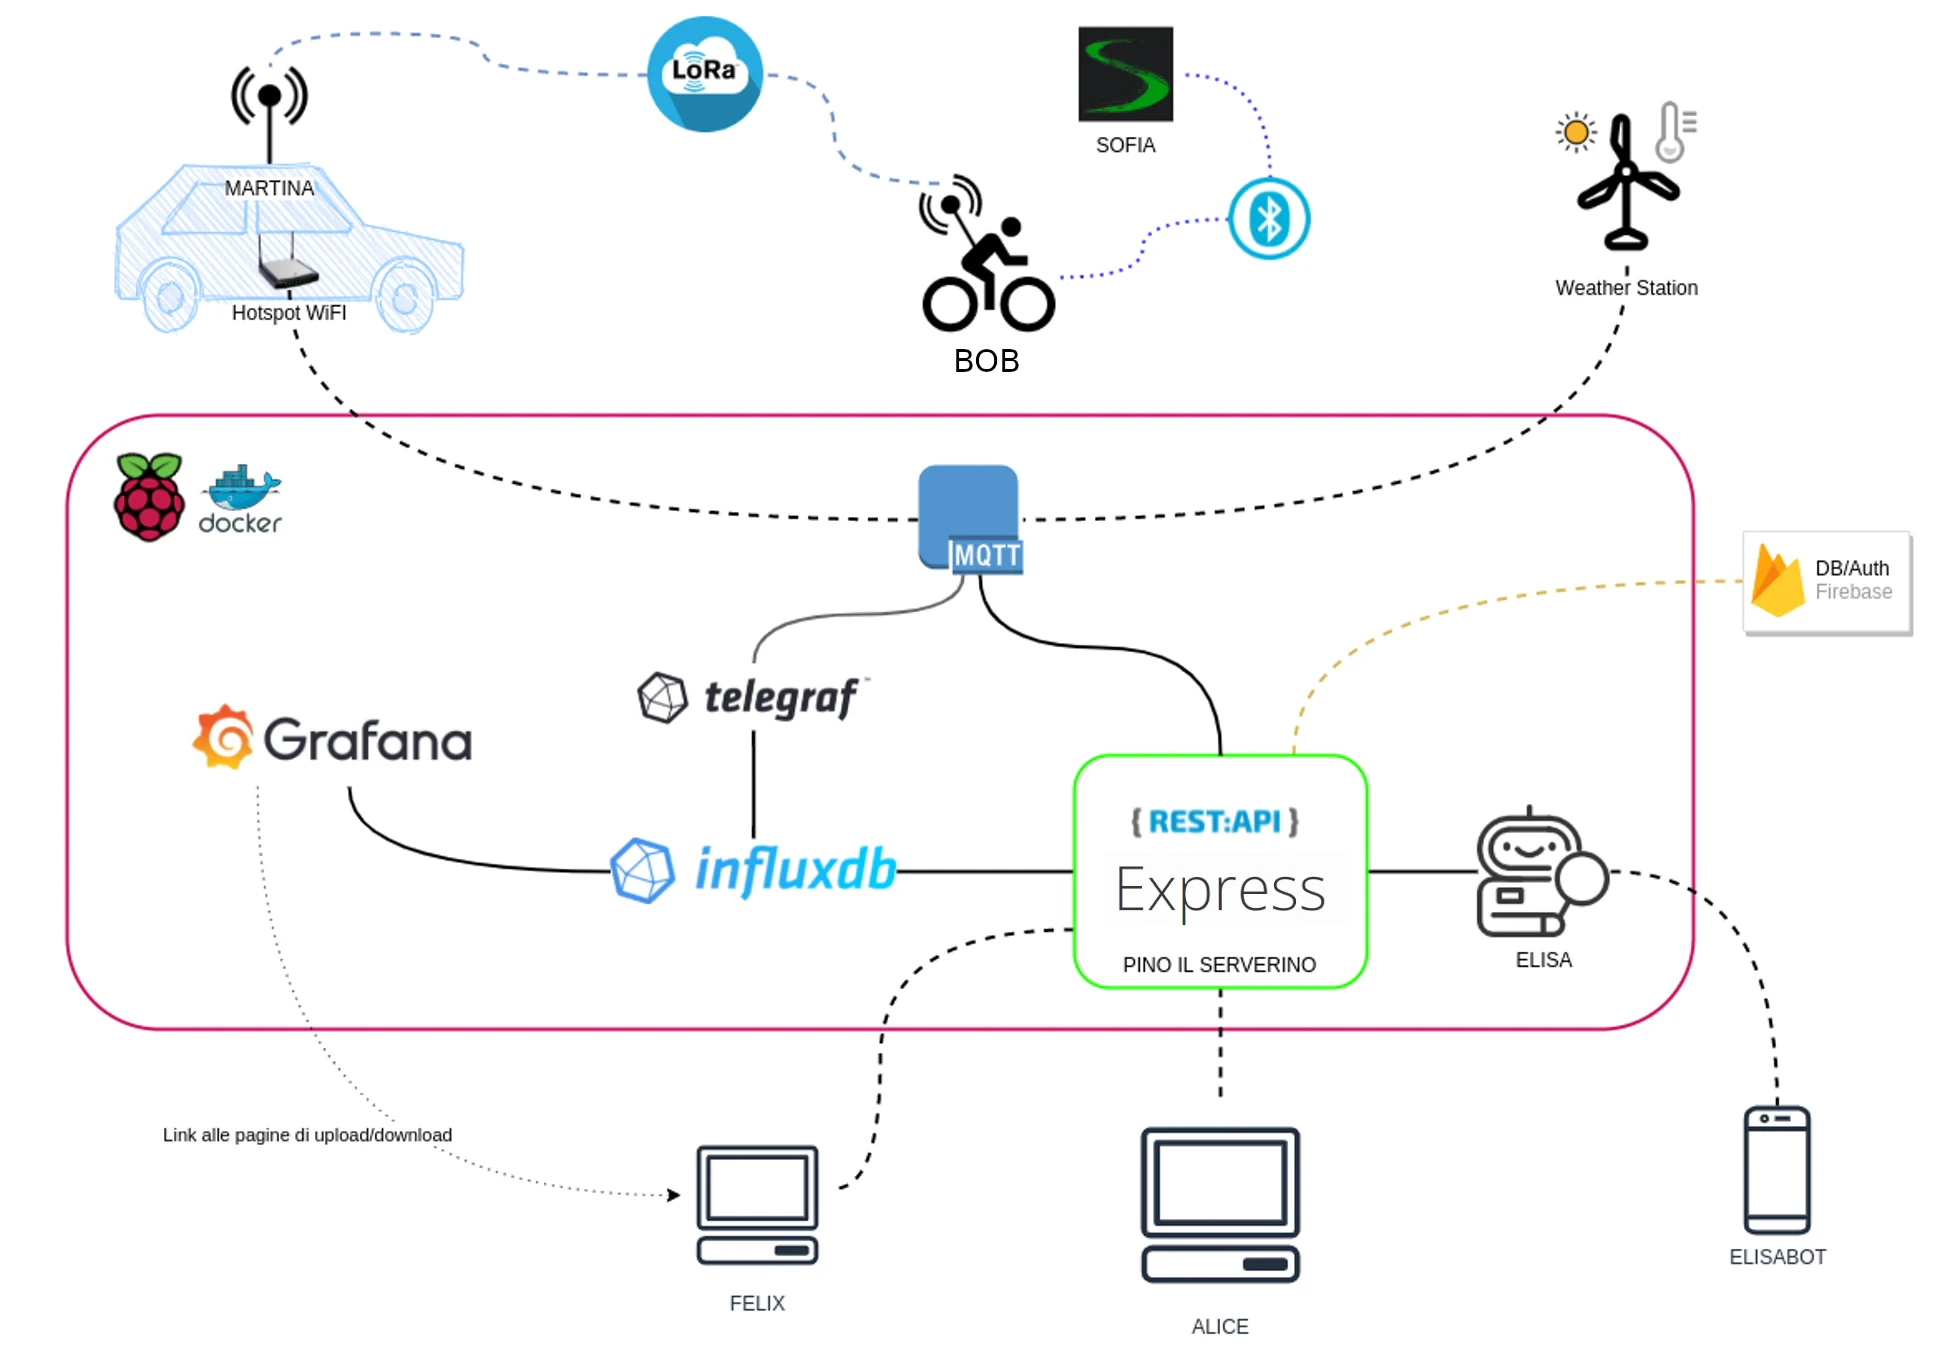 LoRa
SOFIA
MARTINA
Hotspot WiFI
BOB
Weather Station
docker
MQTT
DB/Auth
Firebase
telegraf
Grafana
{ REST:API }
influxdb
Express
PINO IL SERVERINO
ELISA
Link alle pagine di upload/download
FELIX
ALICE
ELISABOT